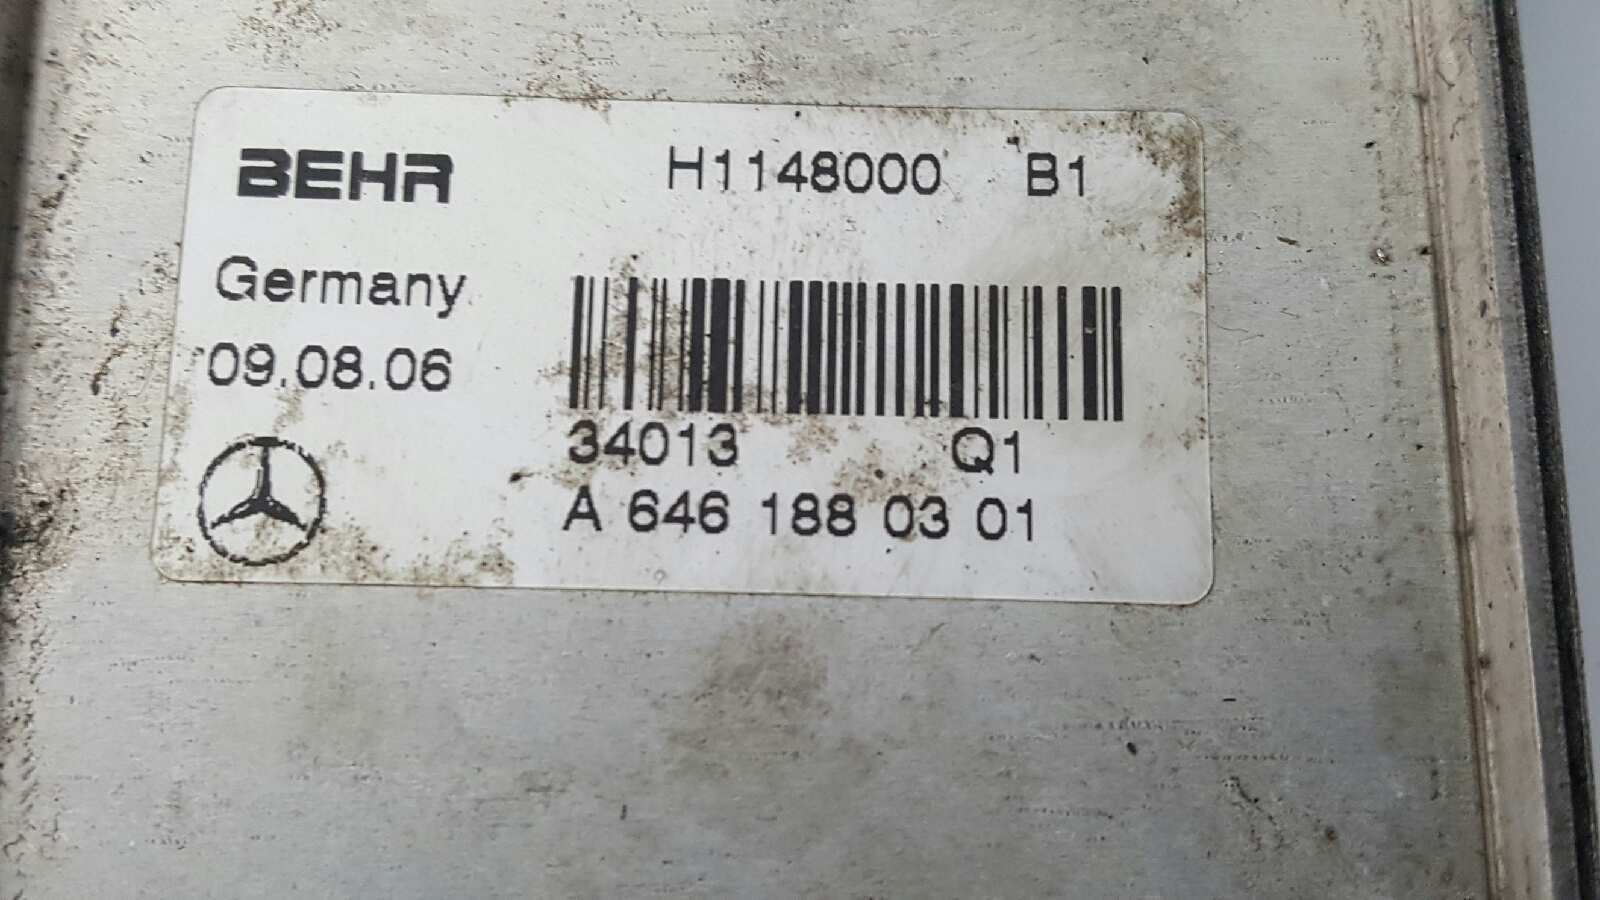 BEHR H1148000 B1
Germany
09.08.06
34013 Q1
A 646 188 03 01